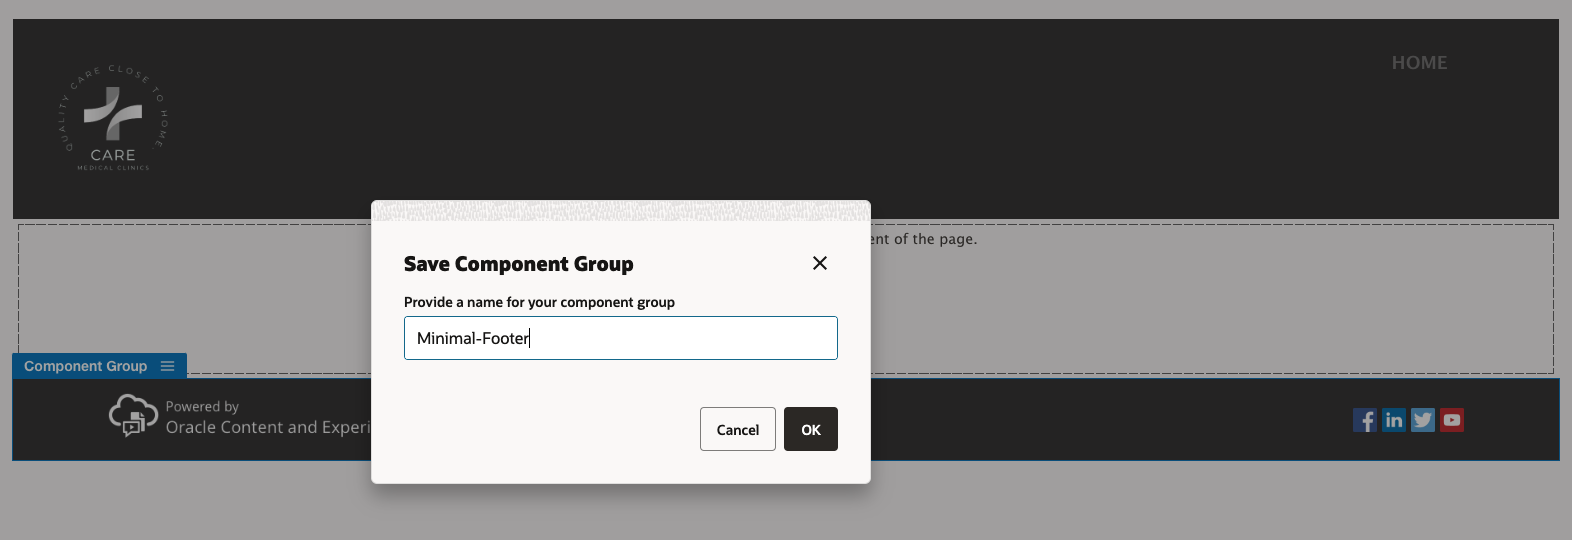 HOME
QUALITY CARE CLOSE TO HOME
CARE
MEDICAL CLINICS
ent of the page.
Save Component Group
Provide a name for your component group
Minimal-Footer
Cancel
OK
Component Group
Powered by
Oracle Content and Experi
in